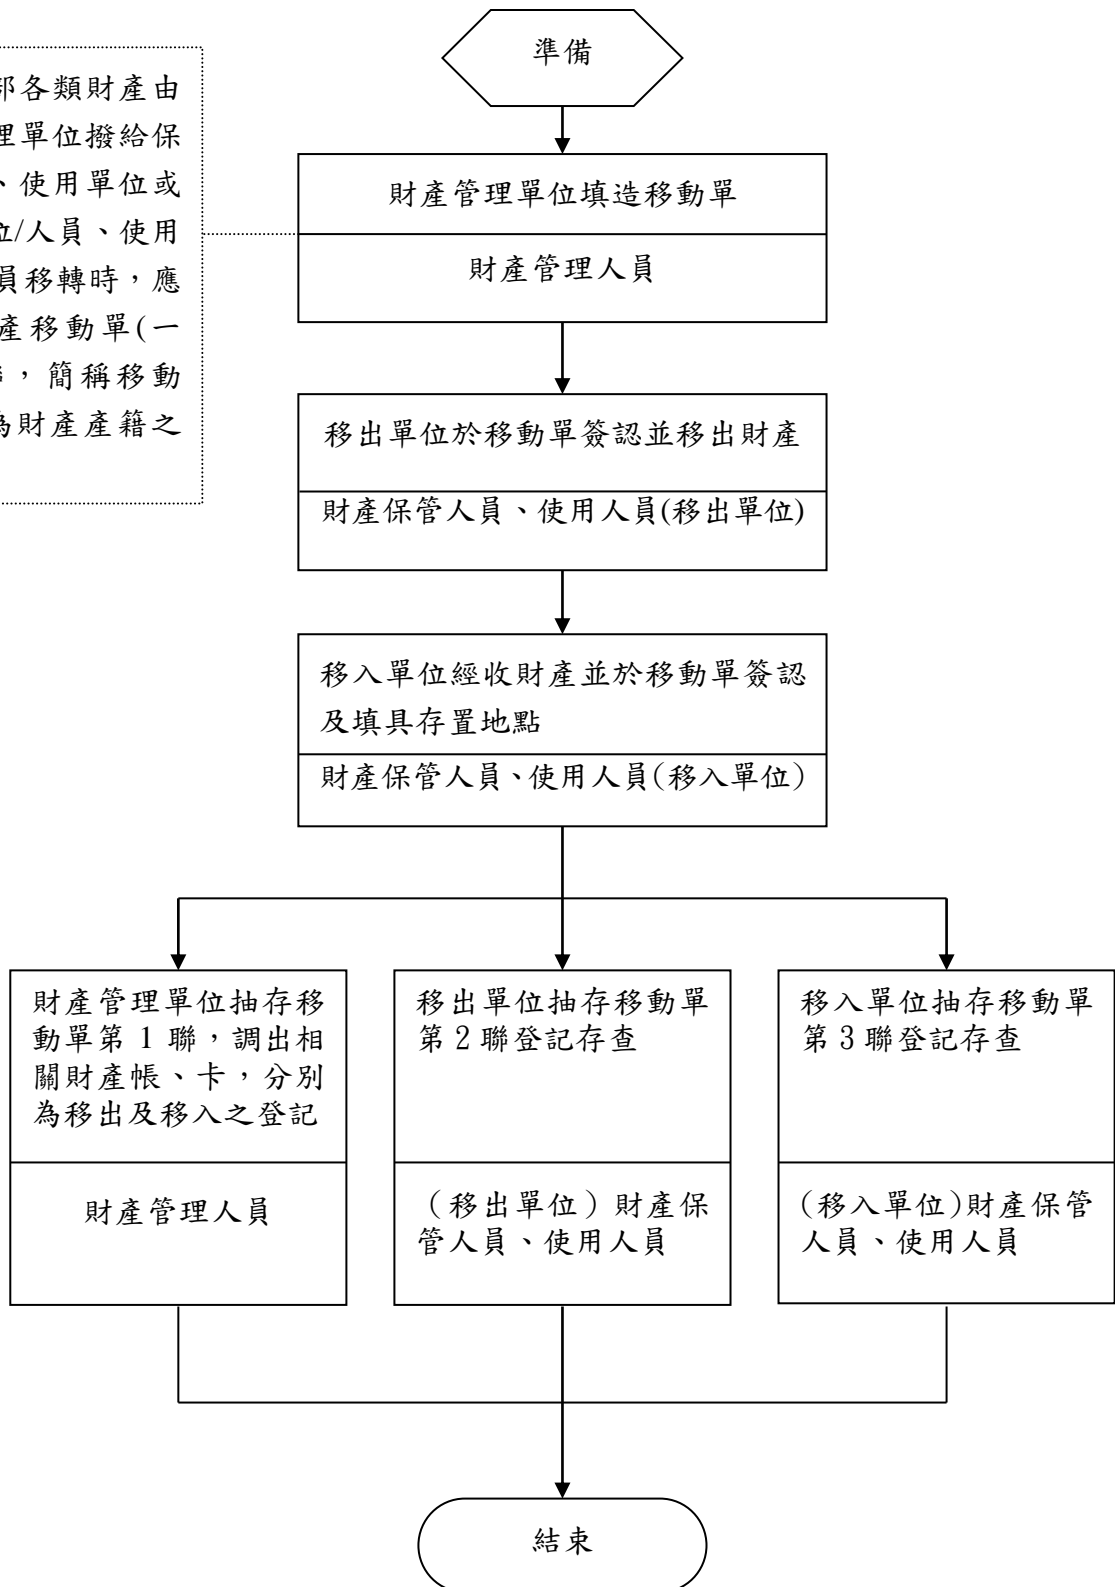 準備
部各類財產由
理單位撥給保
、使用單位或
位/人員、使用
員移轉時，應
產移動單(一
，簡稱移動
為財產產籍之
財產管理單位填造移動單
財產管理人員
移出單位於移動單簽認並移出財產
財產保管人員、使用人員(移出單位)
移入單位經收財產並於移動單簽認
及填具存置地點
財產保管人員、使用人員(移入單位)
財產管理單位抽存移
動單第 1 聯，調出相
關財產帳、卡，分別
為移出及移入之登記
財產管理人員
移出單位抽存移動單
第 2 聯登記存查
（移出單位）財產保
管人員、使用人員
移入單位抽存移動單
第 3 聯登記存查
（移入單位)財產保管
人員、使用人員
結束